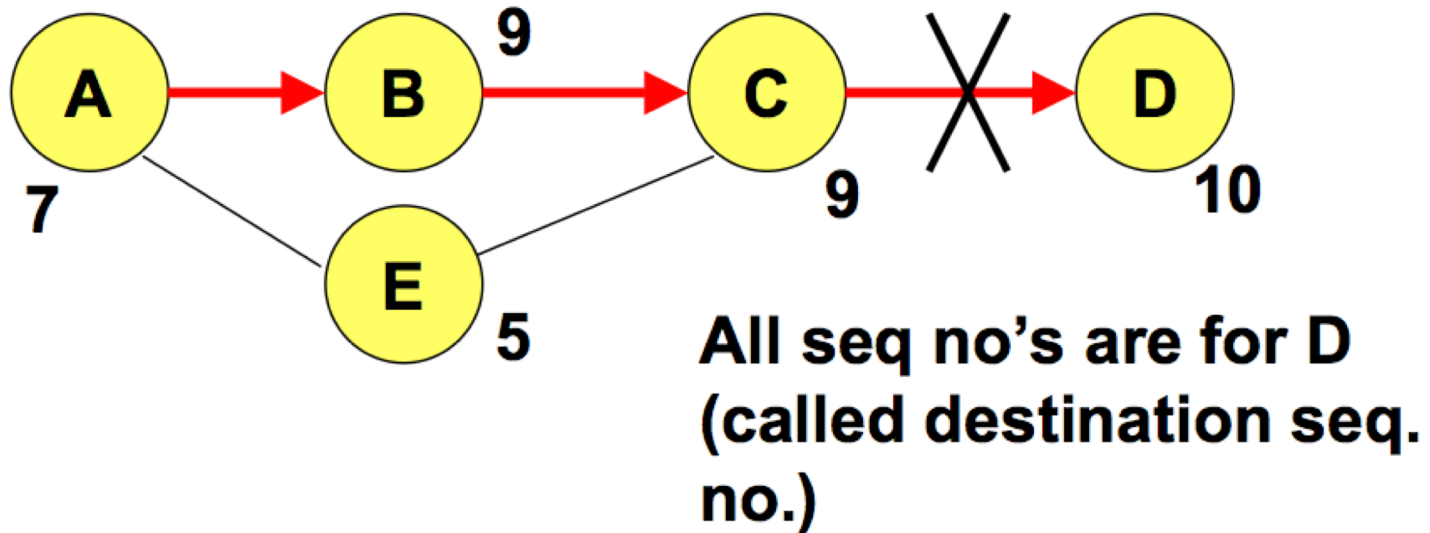 A
B
9
C
D
7
9
10
E
5
All seq no’s are for D
(called destination seq.
no.)